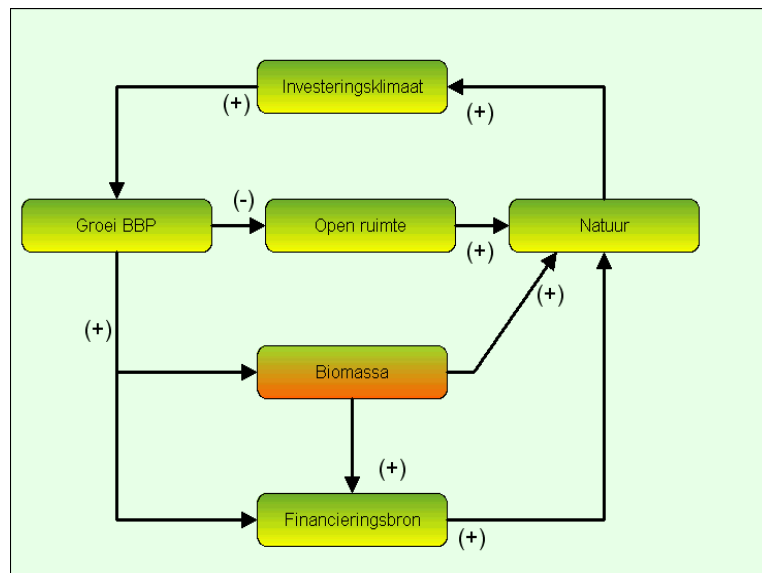 Investeringsklimaat
(+)
(+)
(-)
Groei BBP
Open ruimte
Natuur
(+)
(+)
(+)
Biomassa
(+)
Financieringsbron
(+)